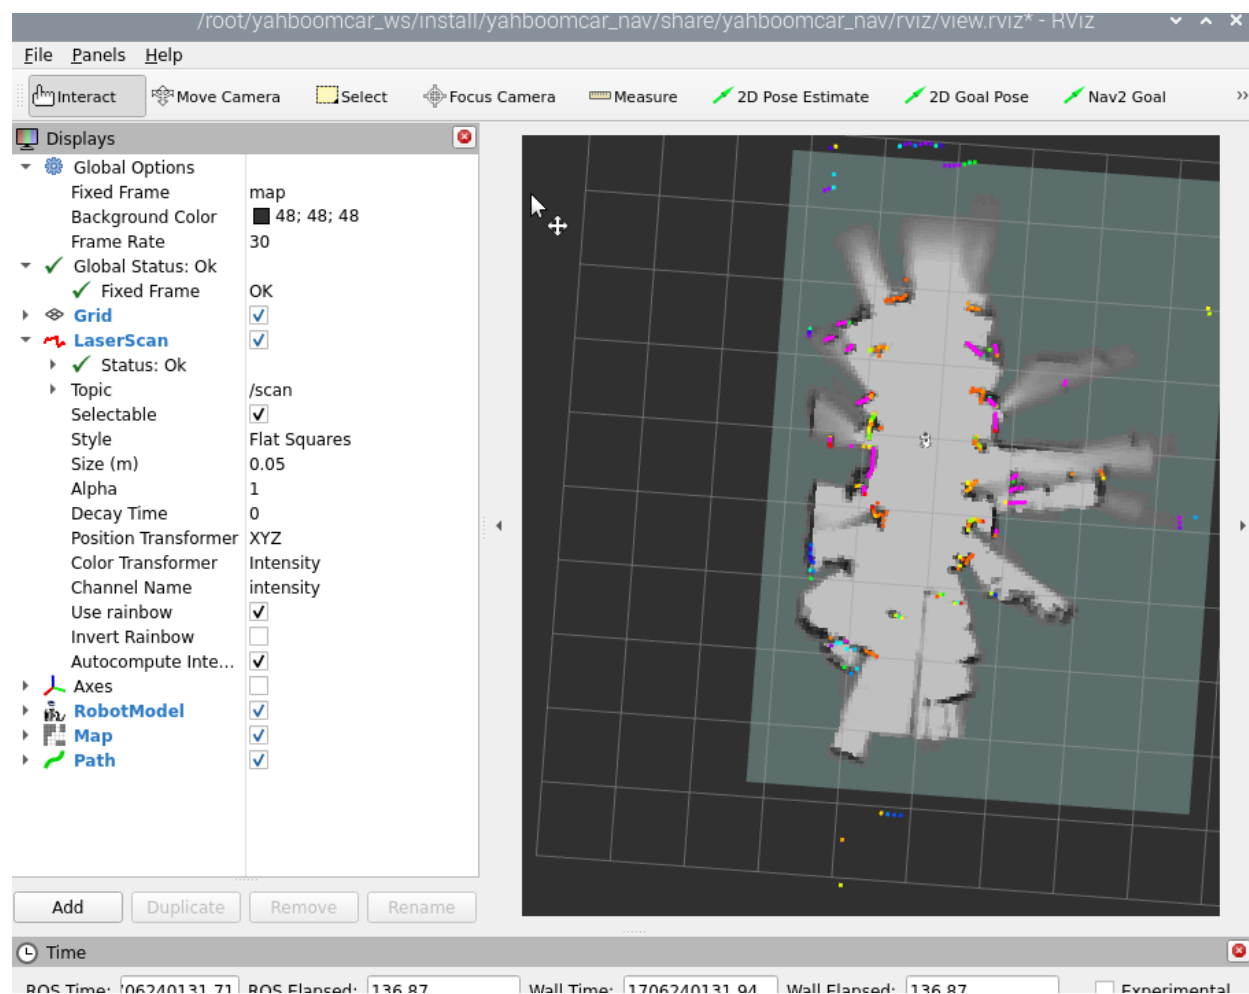 /root/yahboomcar_ws/install/yahboomcar_nav/share/yahboomcar_nav/rviz/view.rviz* - RViz
File Panels Help
Interact Move Camera Select Focus Camera Measure 2D Pose Estimate 2D Goal Pose Nav2 Goal »
Displays
Global Options
Fixed Frame map
Background Color 48; 48; 48
Frame Rate 30
Global Status: Ok
Fixed Frame OK
Grid
LaserScan
Status: Ok
Topic /scan
Selectable
Style Flat Squares
Size (m) 0.05
Alpha 1
Decay Time 0
Position Transformer XYZ
Color Transformer Intensity
Channel Name intensity
Use rainbow
Invert Rainbow
Autocompute Inte...
Axes
RobotModel
Map
Path
Add Duplicate Remove Rename
Time
ROS Time: '06240131.71 ROS Elapsed: 136.87 Wall Time: 1706240131.94 Wall Elapsed: 136.87 Experimental